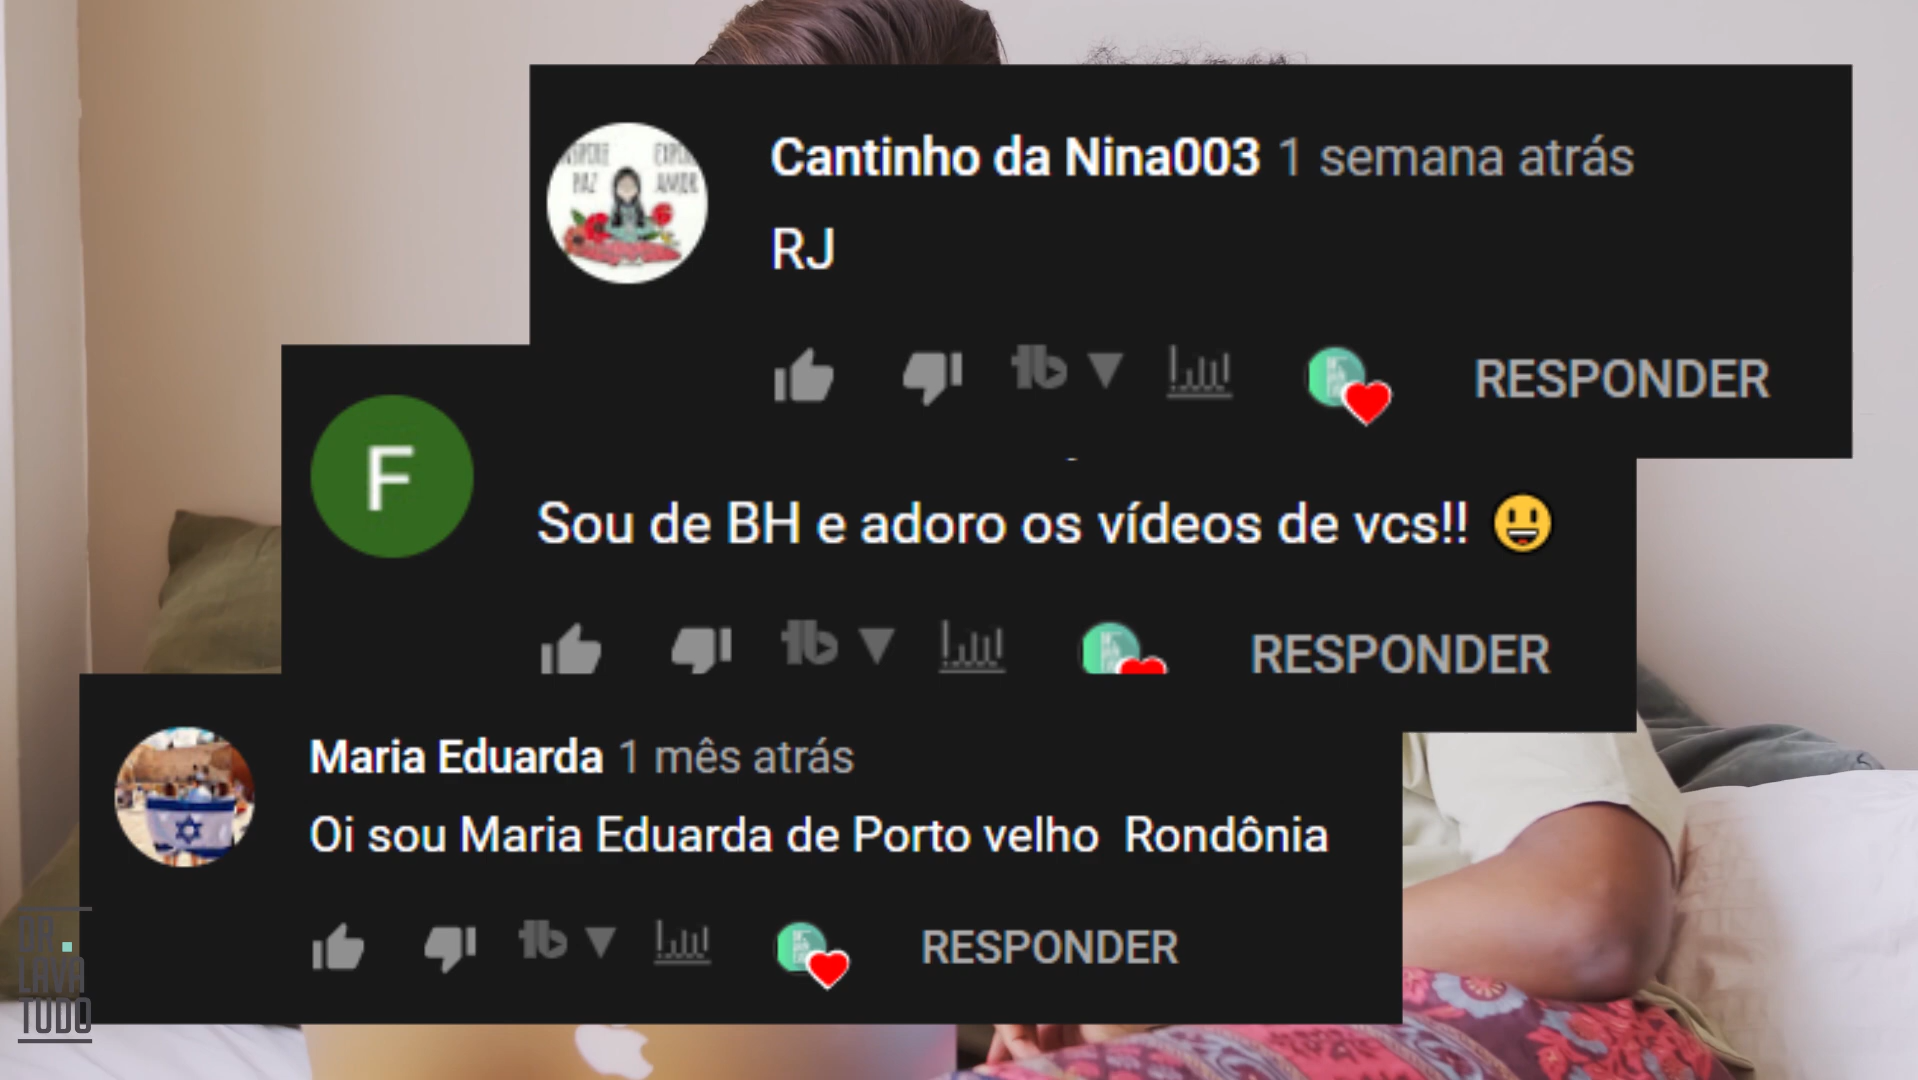 Cantinho da Nina003 1 semana atrás
RJ
RESPONDER
F
Sou de BH e adoro os vídeos de vcs!!
RESPONDER
Maria Eduarda 1 mês atrás
Oi sou Maria Eduarda de Porto velho Rondônia
RESPONDER
DR.
LAVA
TUDO